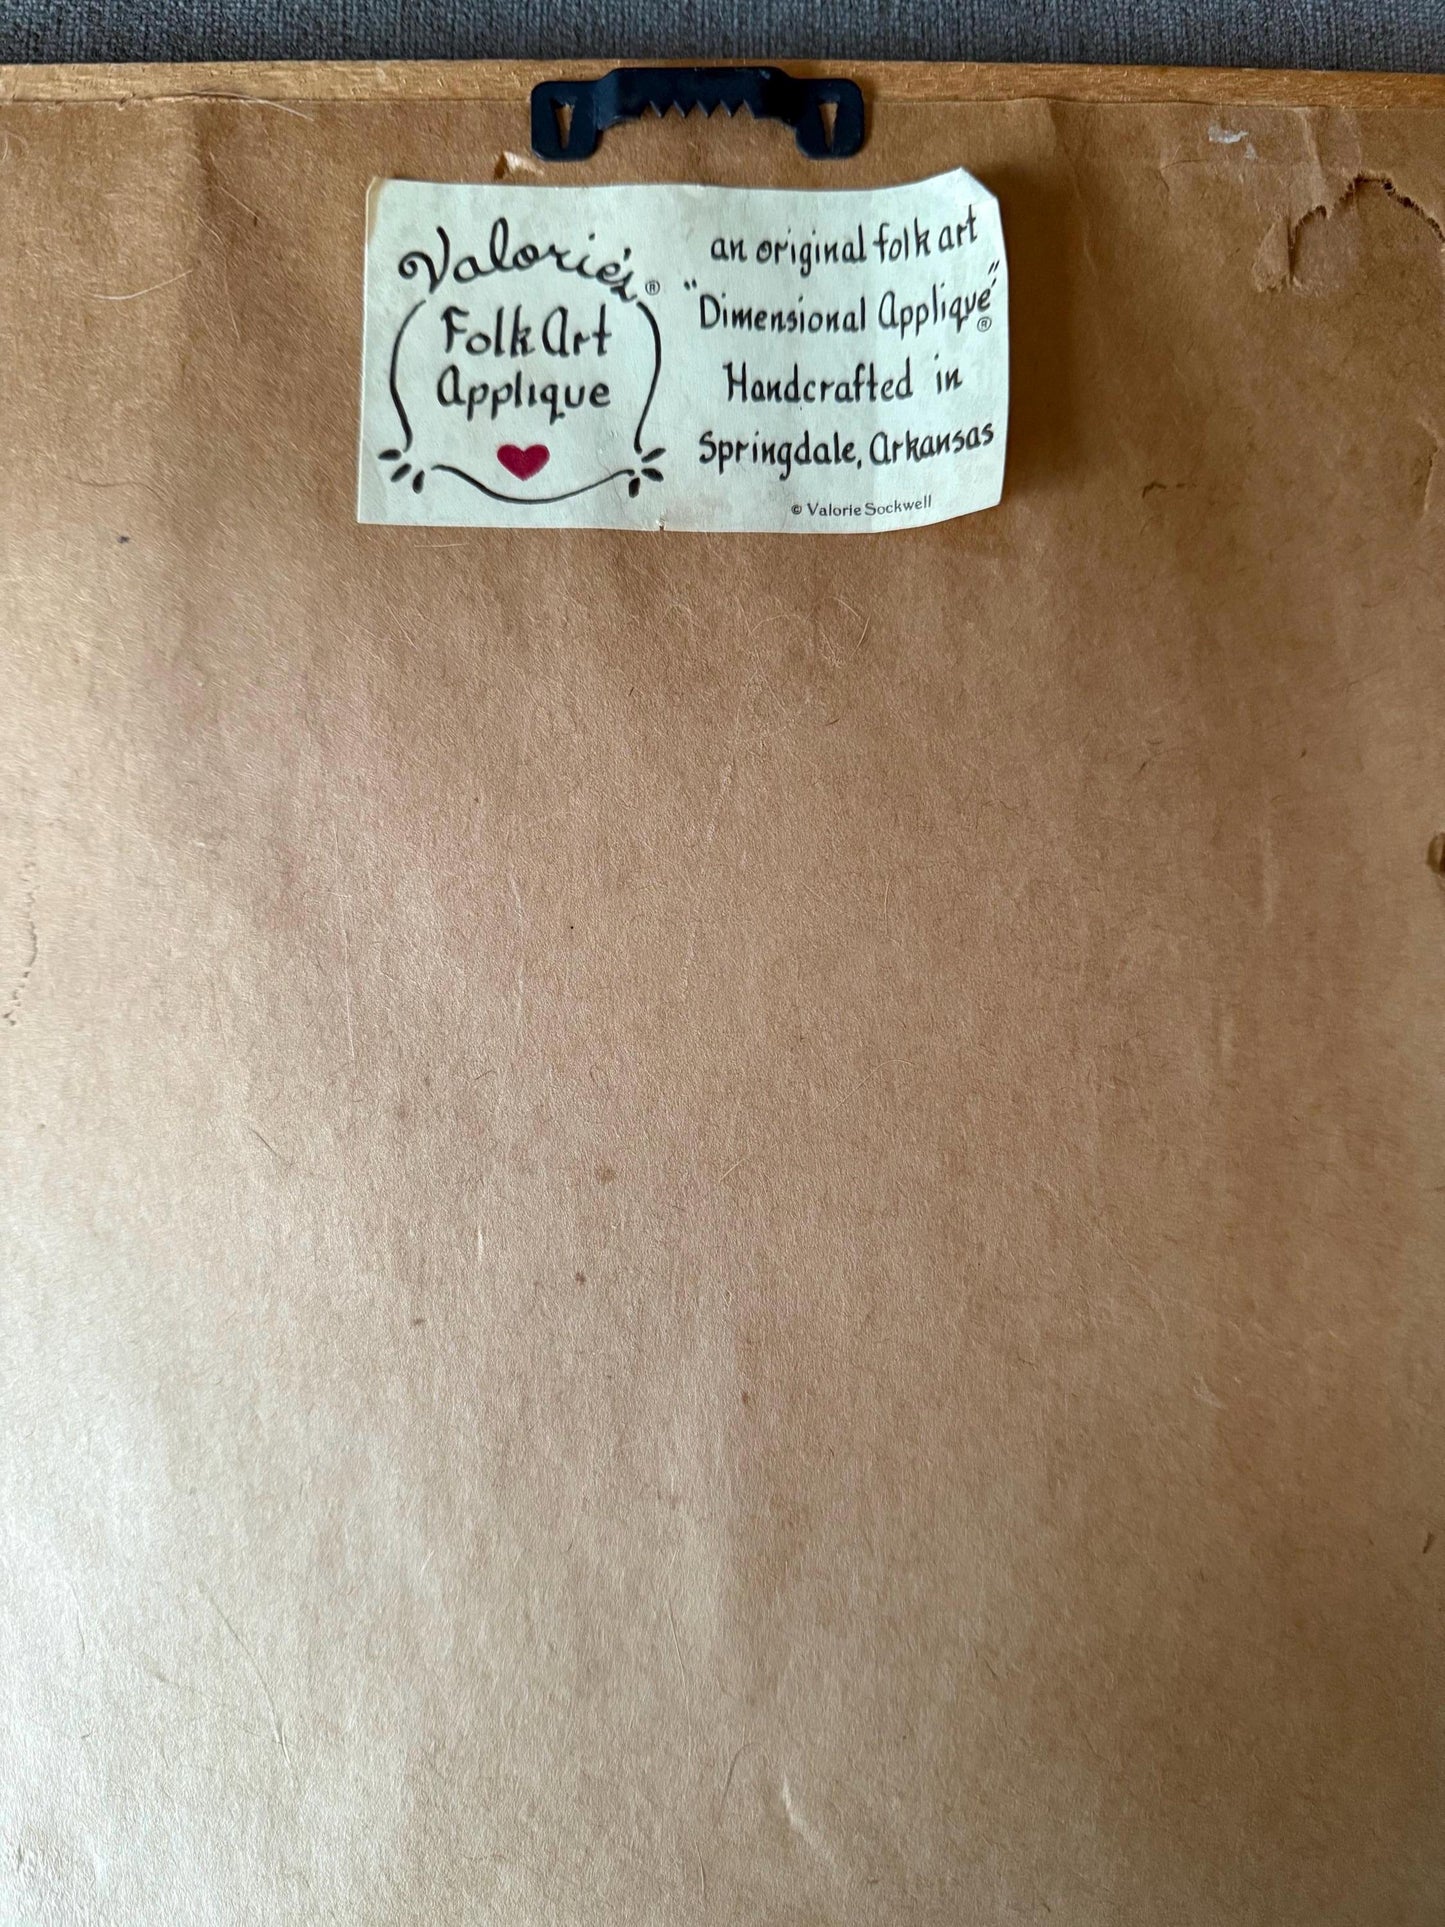 Valorie's ®
Folk Art
Applique
an original folk art
"Dimensional Applique" ®
Handcrafted in
Springdale, Arkansas
© Valorie Sockwell